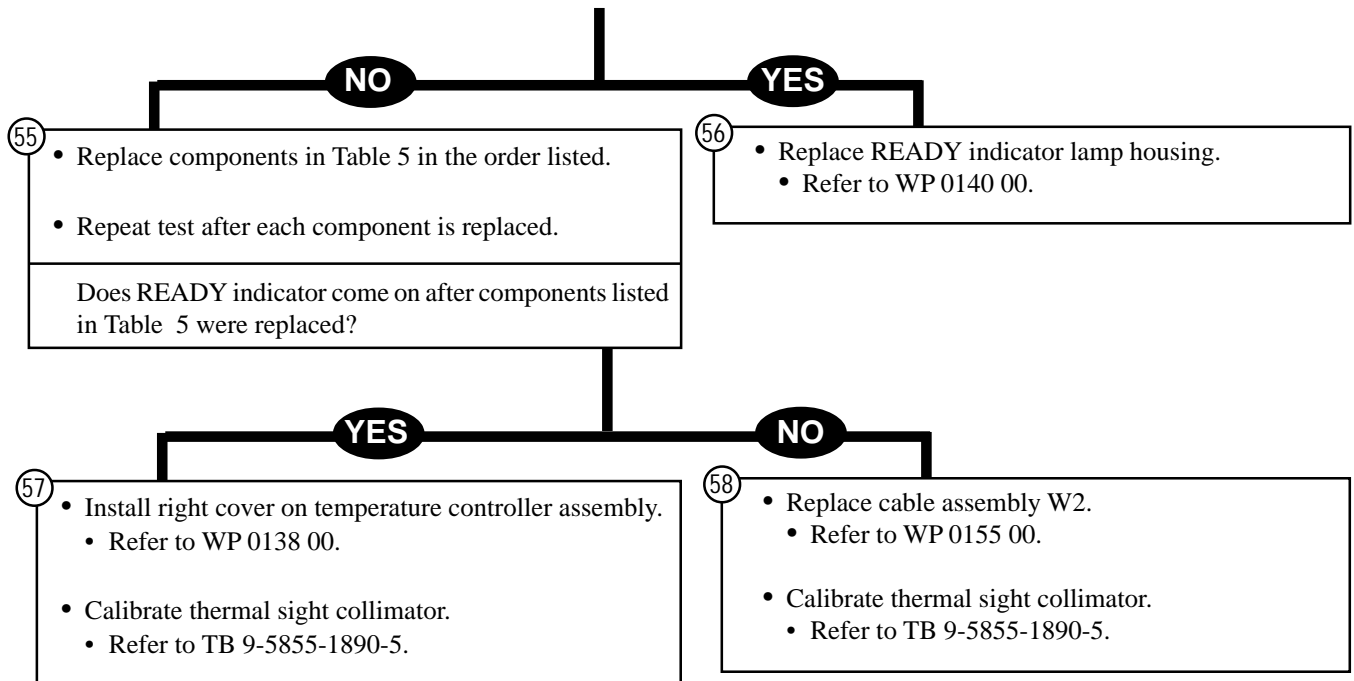 NO
YES
55
• Replace components in Table 5 in the order listed.
• Repeat test after each component is replaced.
Does READY indicator come on after components listed
in Table 5 were replaced?
56
• Replace READY indicator lamp housing.
• Refer to WP 0140 00.
YES
NO
57
• Install right cover on temperature controller assembly.
• Refer to WP 0138 00.
• Calibrate thermal sight collimator.
• Refer to TB 9-5855-1890-5.
58
• Replace cable assembly W2.
• Refer to WP 0155 00.
• Calibrate thermal sight collimator.
• Refer to TB 9-5855-1890-5.